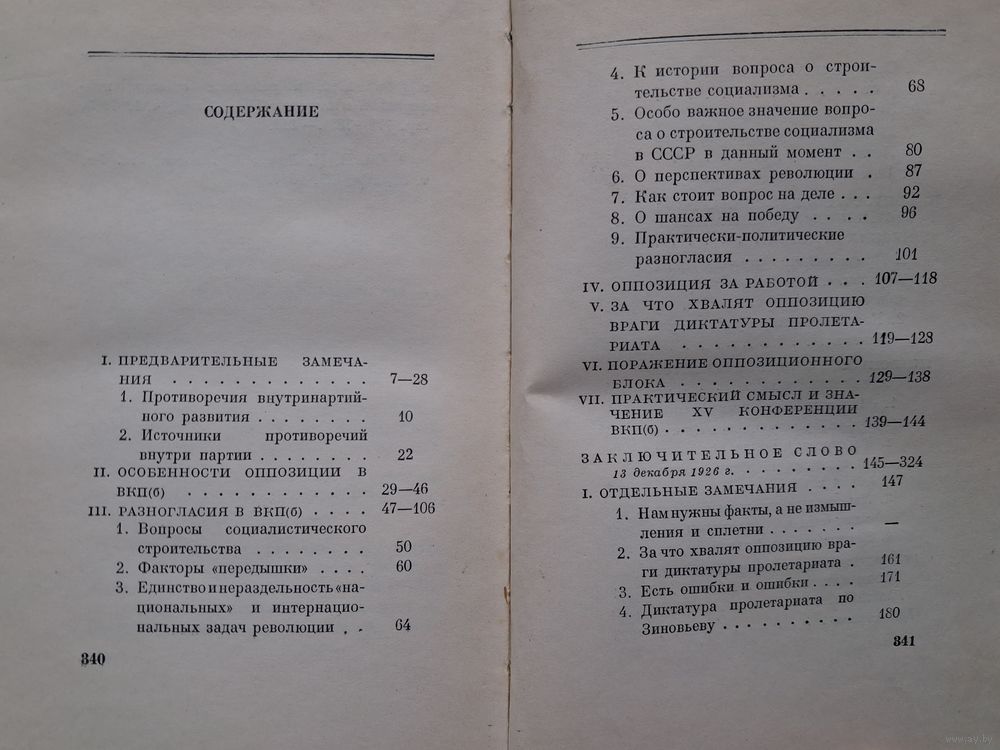 СОДЕРЖАНИЕ
I. ПРЕДВАРИТЕЛЬНЫЕ ЗАМЕЧА-
НИЯ . . . . . . . . . . . . . 7—28
1. Противоречия внутрипартий-
ного развития . . . . . . . . 10
2. Источники противоречий
внутри партии . . . . . . . . 22
II. ОСОБЕННОСТИ ОППОЗИЦИИ В
ВКП(б) . . . . . . . . . . . . 29—46
III. РАЗНОГЛАСИЯ В ВКП(б) . . . . 47—106
1. Вопросы социалистического
строительства . . . . . . . . 50
2. Факторы «передышки» . . . . 60
3. Единство и нераздельность «на-
циональных» и интернацио-
нальных задач революции . . 64
340
4. К истории вопроса о строи-
тельстве социализма . . . . . 68
5. Особо важное значение вопро-
са о строительстве социализма
в СССР в данный момент . . 80
6. О перспективах революции . 87
7. Как стоит вопрос на деле . . . 92
8. О шансах на победу . . . . 96
9. Практически-политические
разногласия . . . . . . . . . 101
IV. ОППОЗИЦИЯ ЗА РАБОТОЙ . . . 107—118
V. ЗА ЧТО ХВАЛЯТ ОППОЗИЦИЮ
ВРАГИ ДИКТАТУРЫ ПРОЛЕТА-
РИАТА . . . . . . . . . . . . 119—128
VI. ПОРАЖЕНИЕ ОППОЗИЦИОННОГО
БЛОКА . . . . . . . . . . . . 129—138
VII. ПРАКТИЧЕСКИЙ СМЫСЛ И ЗНА-
ЧЕНИЕ XV КОНФЕРЕНЦИИ
ВКП(б) . . . . . . . . . . . . . 139—144
ЗАКЛЮЧИТЕЛЬНОЕ СЛОВО
13 декабря 1926 г. . . . . . . . . 145—324
I. ОТДЕЛЬНЫЕ ЗАМЕЧАНИЯ . . . . 147
1. Нам нужны факты, а не измыш-
ления и сплетни . . . . . . . —
2. За что хвалят оппозицию вра-
ги диктатуры пролетариата . 161
3. Есть ошибки и ошибки . . . . 171
4. Диктатура пролетариата по
Зиновьеву . . . . . . . . . . 180
341
www.ay.by